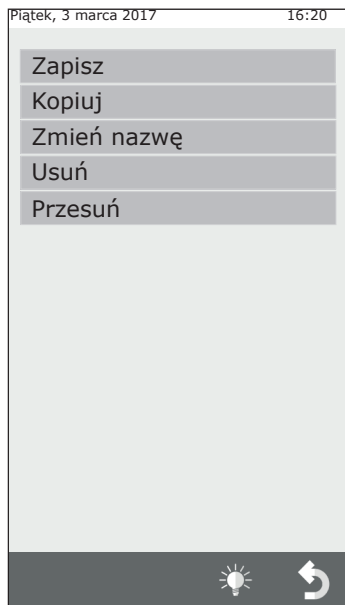 Piątek, 3 marca 2017 16:20
Zapisz
Kopiuj
Zmień nazwę
Usuń
Przesuń